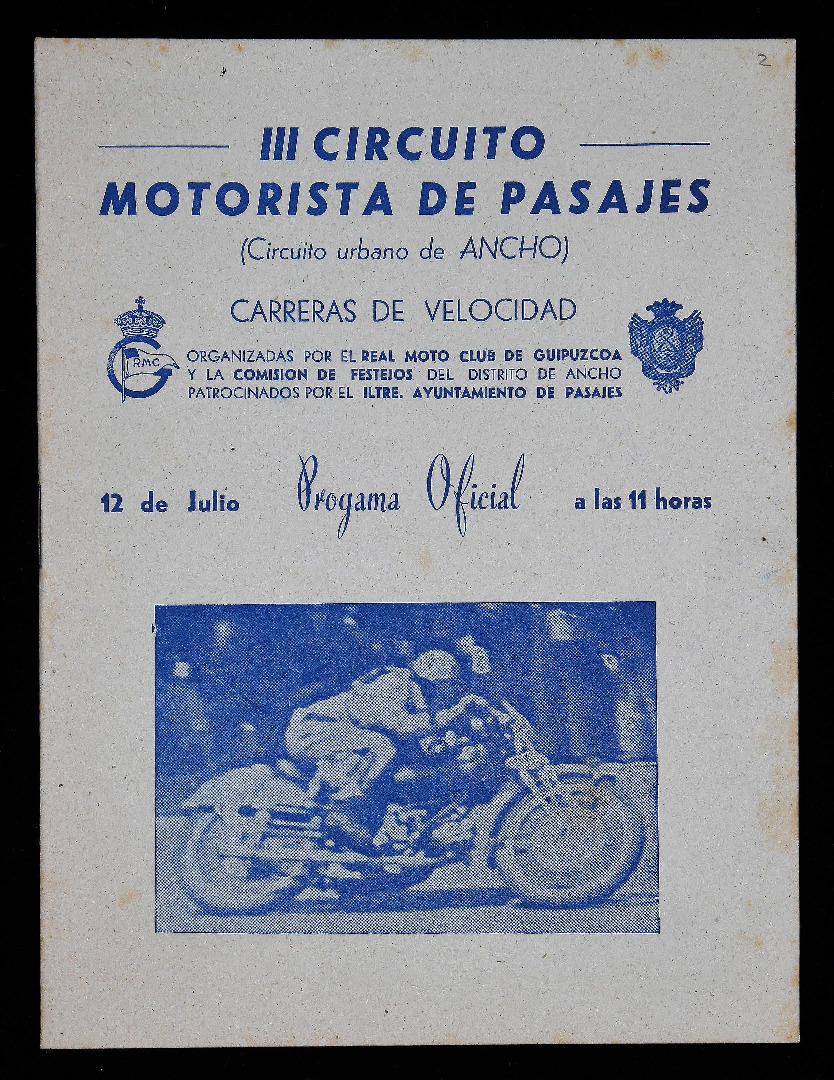 2
III CIRCUITO
MOTORISTA DE PASAJES
(Circuito urbano de ANCHO)
CARRERAS DE VELOCIDAD
RMC
ORGANIZADAS POR EL REAL MOTO CLUB DE GUIPUZCOA
Y LA COMISION DE FESTEJOS DEL DISTRITO DE ANCHO
PATROCINADOS POR EL ILTRE. AYUNTAMIENTO DE PASAJES
12 de Julio Progama Oficial a las 11 horas